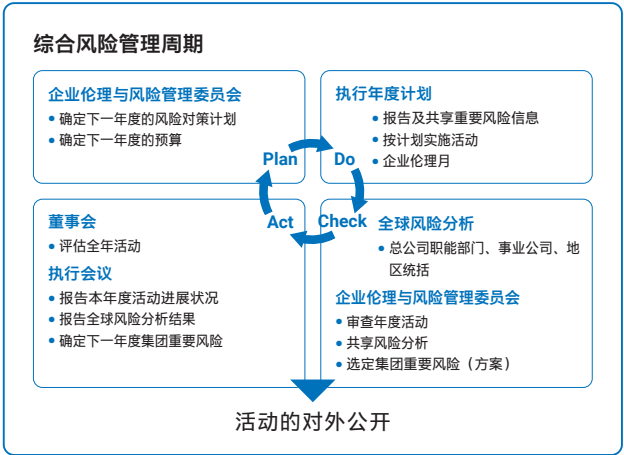 综合风险管理周期
企业伦理与风险管理委员会
• 确定下一年度的风险对策计划
• 确定下一年度的预算
Plan
执行年度计划
• 报告及共享重要风险信息
• 按计划实施活动
• 企业伦理月
Do
董事会
• 评估全年活动
执行会议
• 报告本年度活动进展状况
• 报告全球风险分析结果
• 确定下一年度集团重要风险
Act
Check
全球风险分析
• 总公司职能部门、事业公司、地
区统括
企业伦理与风险管理委员会
• 审查年度活动
• 共享风险分析
• 选定集团重要风险（方案）
活动的对外公开